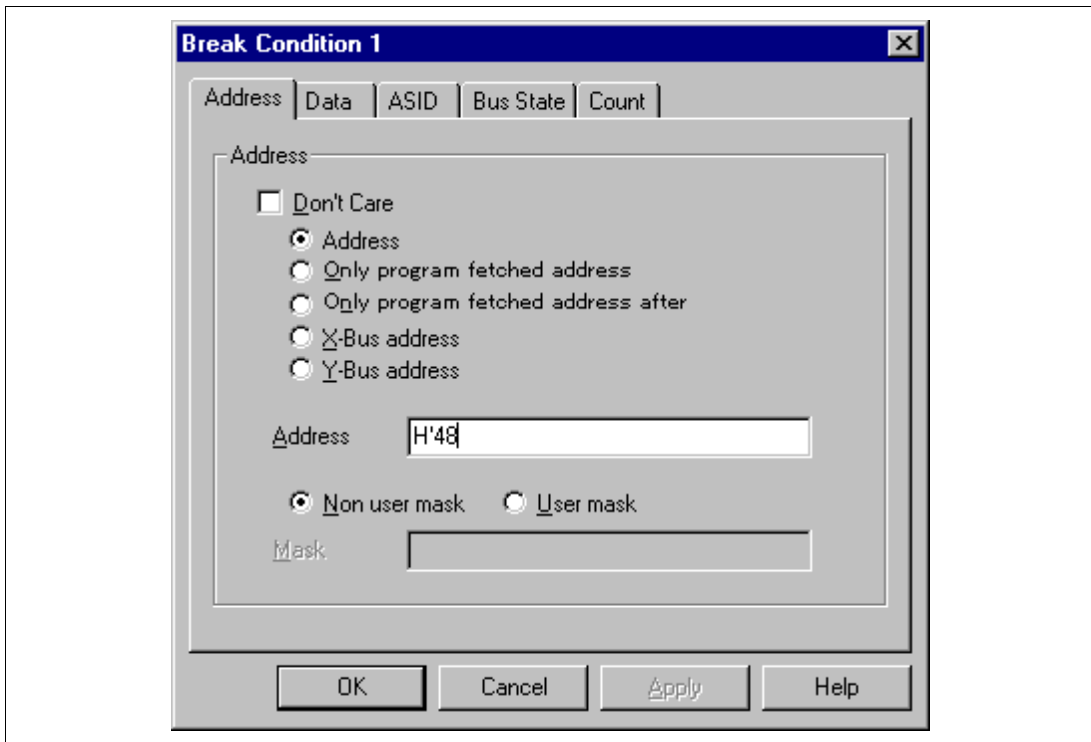 Break Condition 1
Address Data ASID Bus State Count
Address
Don't Care
Address
Only program fetched address
Only program fetched address after
X-Bus address
Y-Bus address
Address H'48
Non user mask User mask
Mask
OK Cancel Apply Help